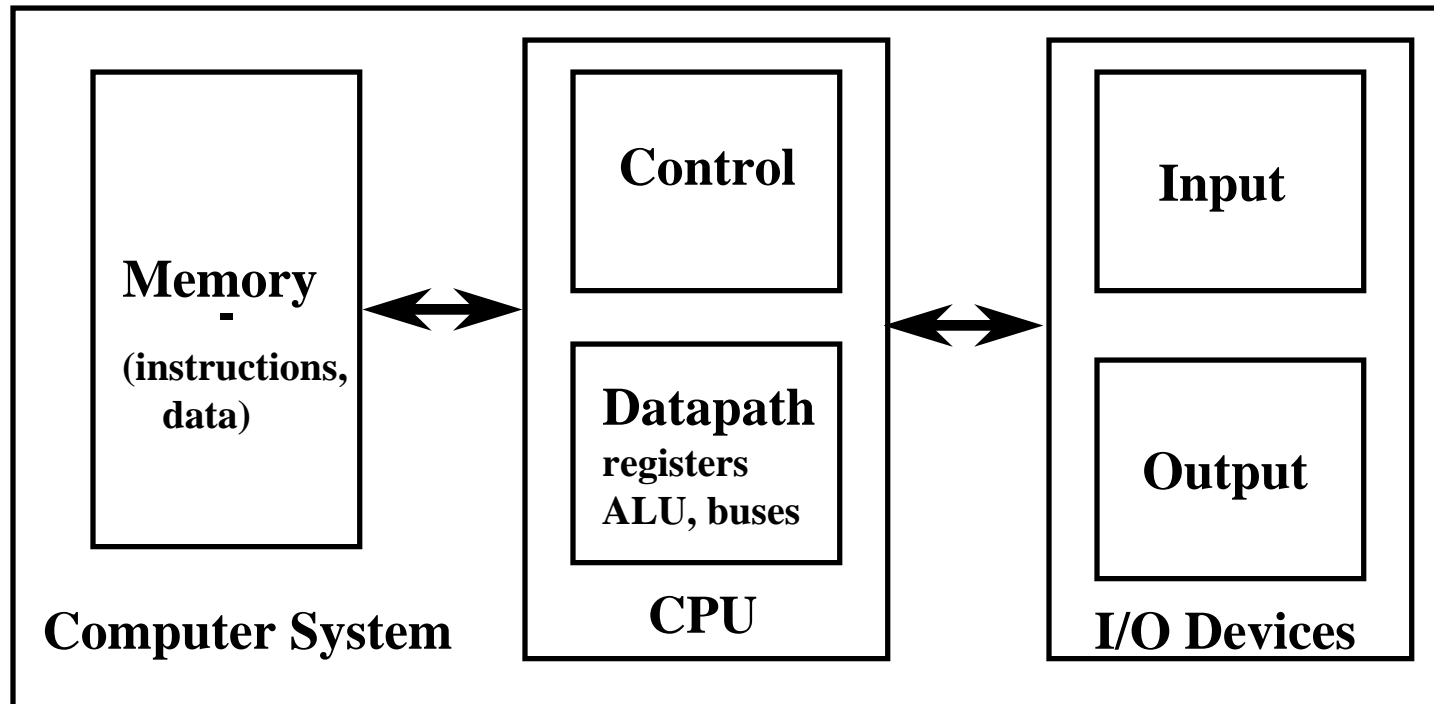 Memory
-
(instructions,
data)
Computer System
Control
Datapath
registers
ALU, buses
CPU
Input
Output
I/O Devices